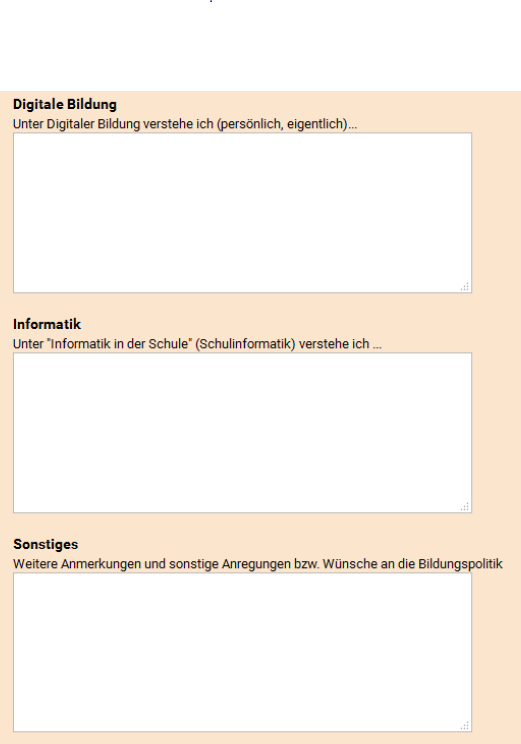 Digitale Bildung
Unter Digitaler Bildung verstehe ich (persönlich, eigentlich)...
Informatik
Unter "Informatik in der Schule" (Schulinformatik) verstehe ich ...
Sonstiges
Weitere Anmerkungen und sonstige Anregungen bzw. Wünsche an die Bildungspolitik